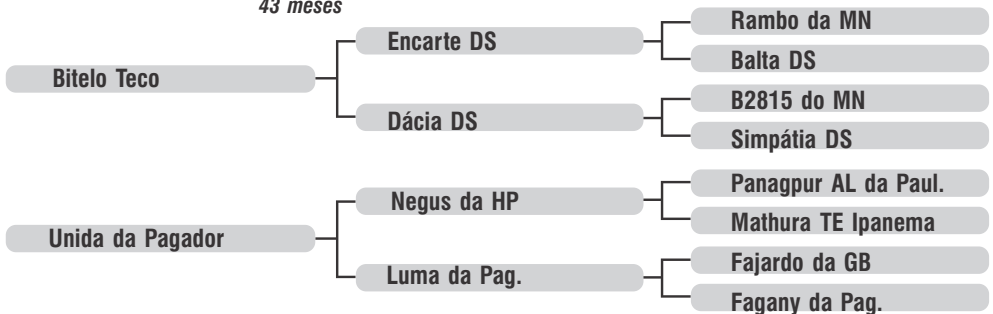 43 meses
Rambo da MN
Encarte DS
Balta DS
Bitelo Teco
B2815 do MN
Dácia DS
Simpátia DS
Panagpur AL da Paul.
Negus da HP
Mathura TE Ipanema
Unida da Pagador
Fajardo da GB
Luma da Pag.
Fagany da Pag.